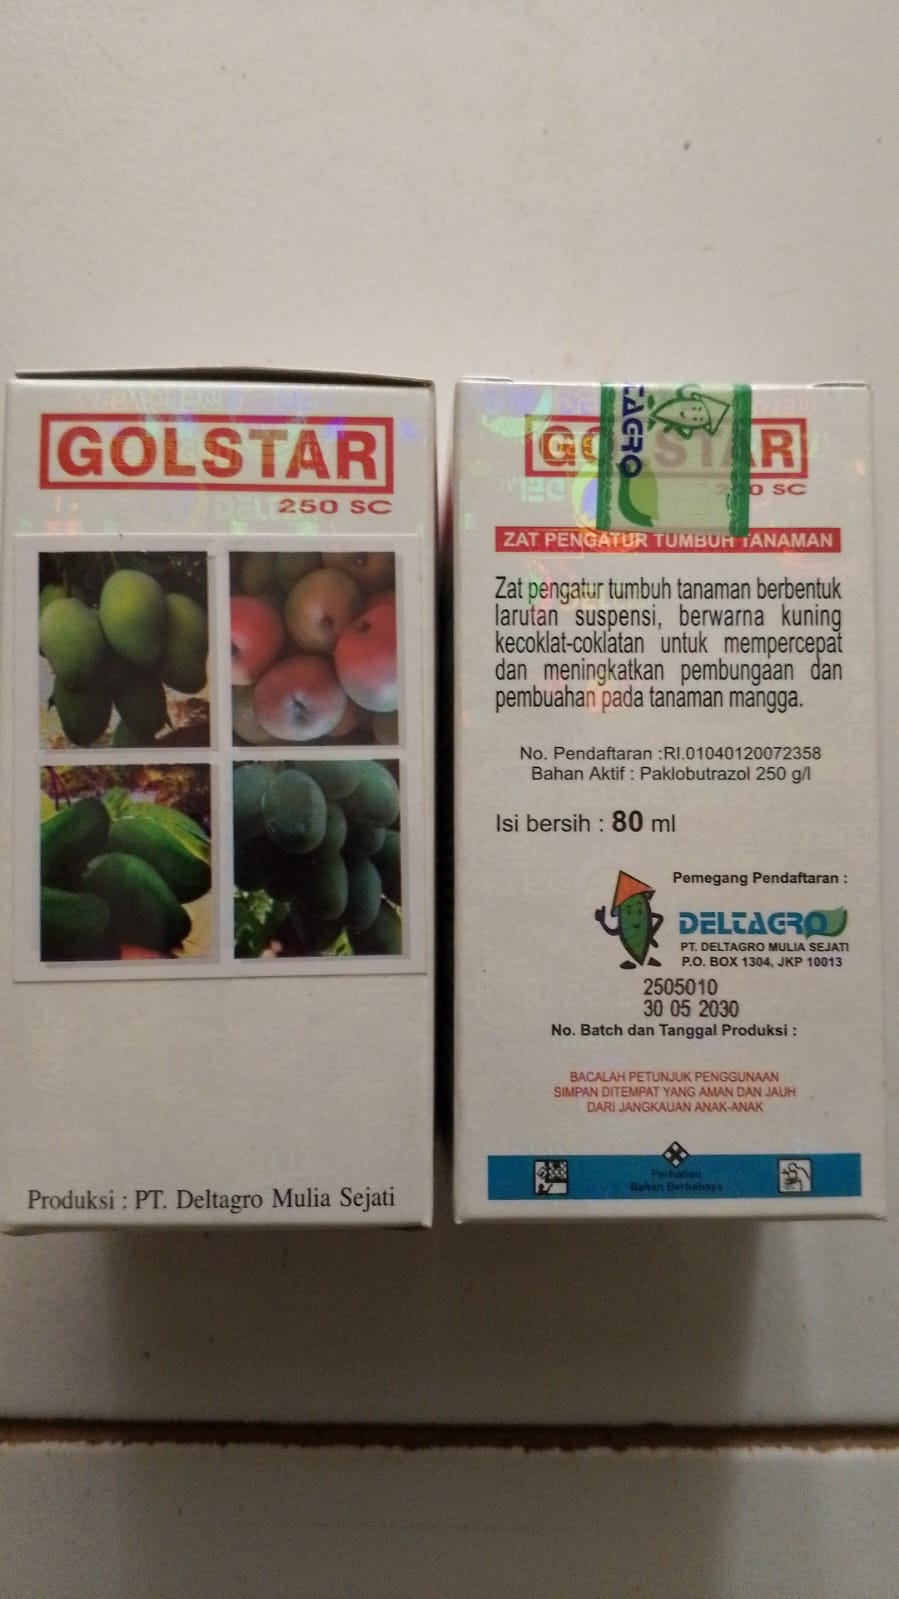 GOLSTAR
250 SC
Produksi : PT. Deltagro Mulia Sejati
TAGRO
GOLSTAR
250 SC
ZAT PENGATUR TUMBUH TANAMAN
Zat pengatur tumbuh tanaman berbentuk
larutan suspensi, berwarna kuning
kecoklat-coklatan untuk mempercepat
dan meningkatkan pembungaan dan
pembuahan pada tanaman mangga.
No. Pendaftaran :RI.01040120072358
Bahan Aktif : Paklobutrazol 250 g/l
Isi bersih : 80 ml
Pemegang Pendaftaran :
DELTAGRO
PT. DELTAGRO MULIA SEJATI
P.O. BOX 1304, JKP 10013
2505010
30 05 2030
No. Batch dan Tanggal Produksi :
BACALAH PETUNJUK PENGGUNAAN
SIMPAN DITEMPAT YANG AMAN DAN JAUH
DARI JANGKAUAN ANAK-ANAK
Perhatian
Bahan Berbahaya